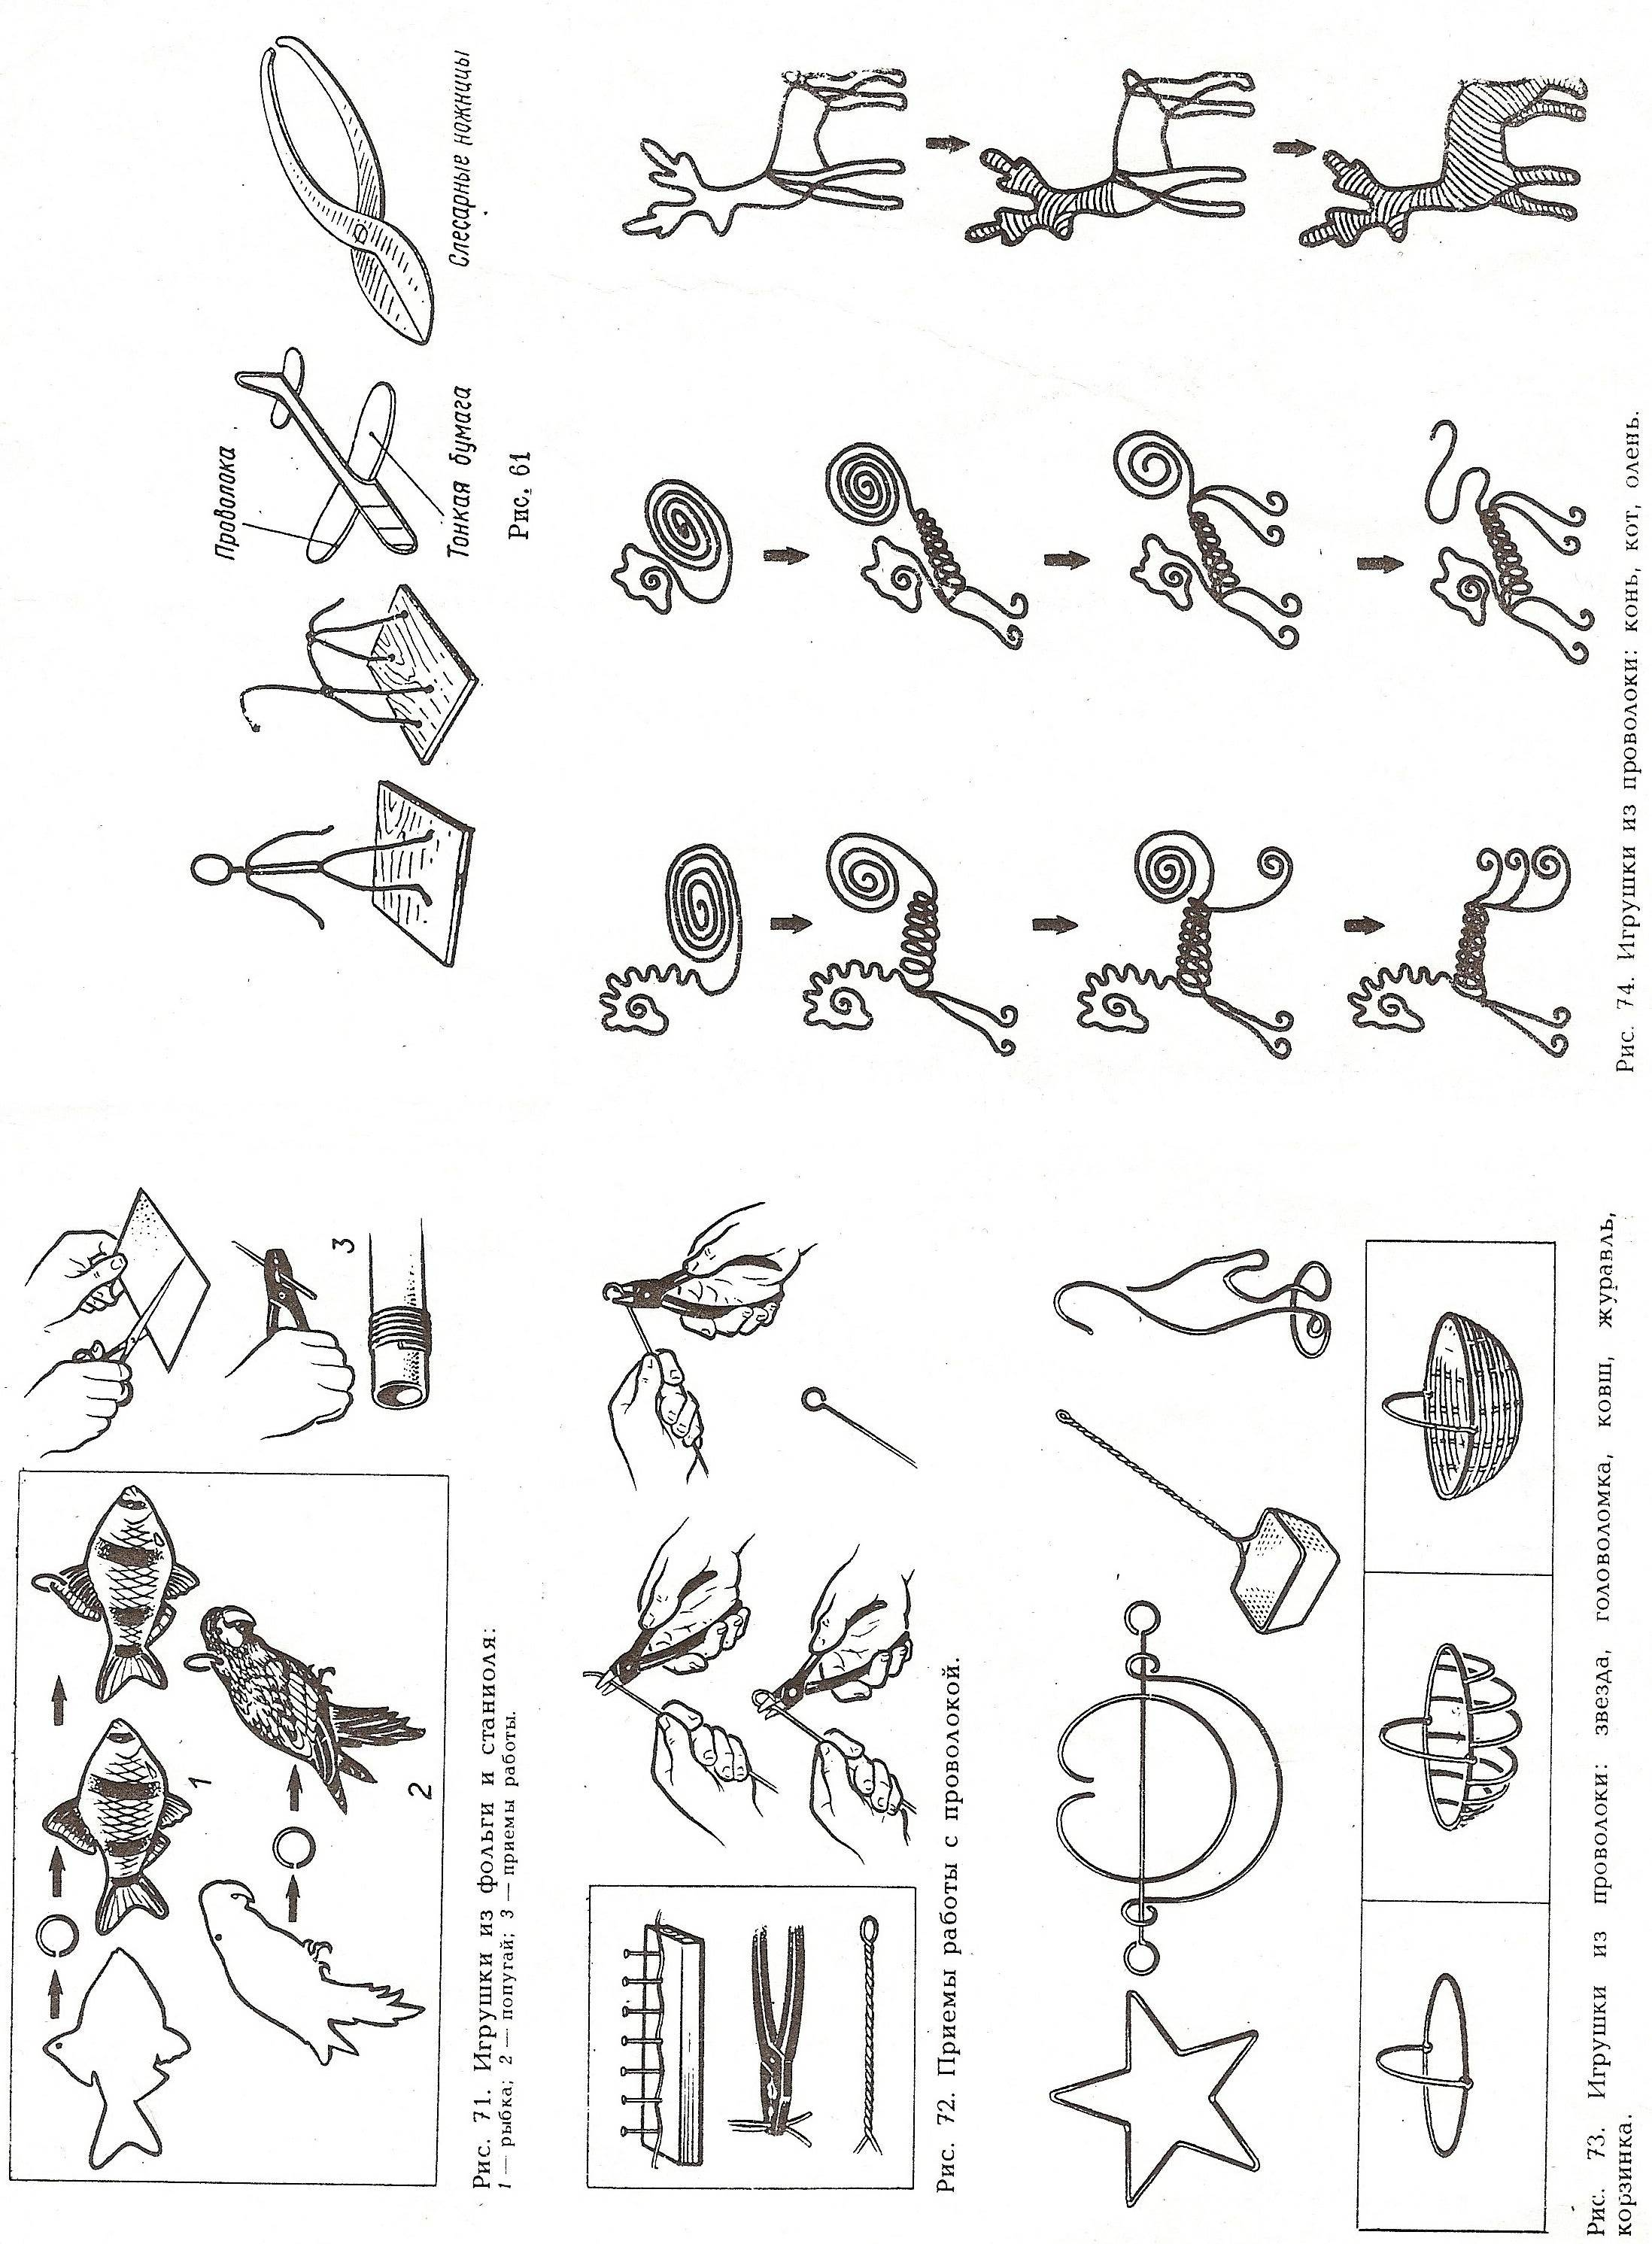 3
1
2
Рис. 71. Игрушки из фольги и станиоля:
1 — рыбка; 2 — попугай; 3 — приемы работы.
Рис. 72. Приемы работы с проволокой.
Рис. 73. Игрушки из проволоки: звезда, головоломка, ковш, журавль,
корзинка.
Проволока
Тонкая бумага
Слесарные ножницы
Рис. 61
Рис. 74. Игрушки из проволоки: конь, кот, олень.